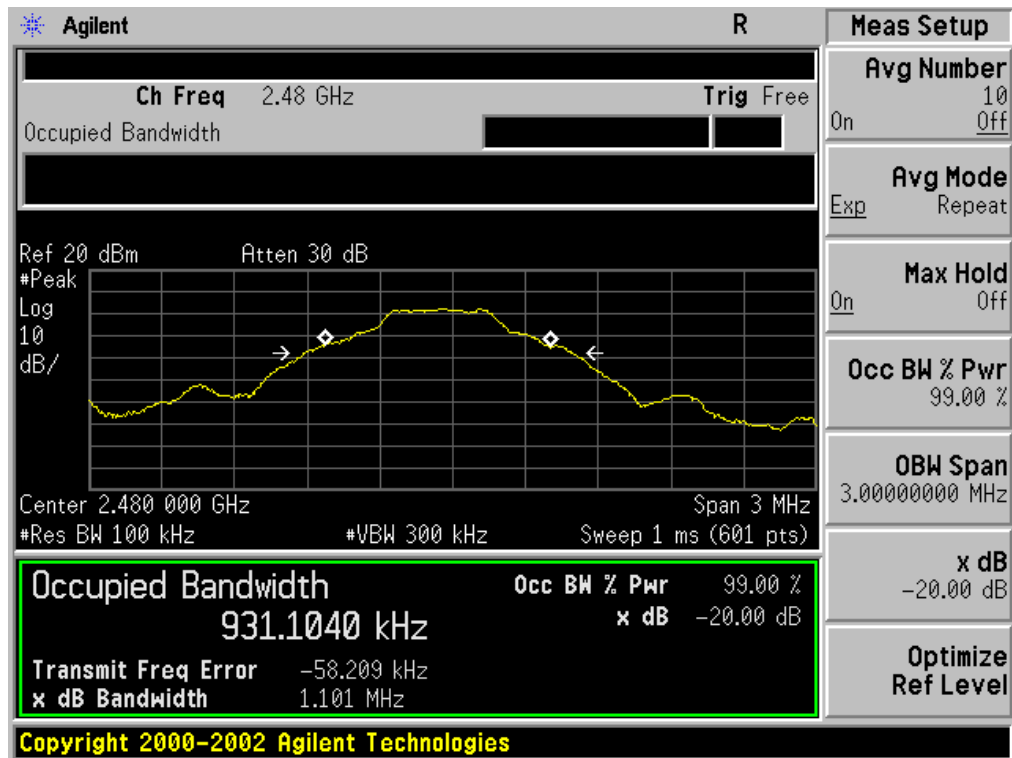 Agilent R Meas Setup
Ch Freq 2.48 GHz Trig Free
Occupied Bandwidth
Ref 20 dBm Atten 30 dB
#Peak
Log
10
dB/
Center 2.480 000 GHz Span 3 MHz
#Res BW 100 kHz #VBW 300 kHz Sweep 1 ms (601 pts)
Occupied Bandwidth Occ BW % Pwr 99.00 %
931.1040 kHz x dB -20.00 dB
Transmit Freq Error -58.209 kHz
x dB Bandwidth 1.101 MHz
Avg Number
10
On Off
Avg Mode
Exp Repeat
Max Hold
On Off
Occ BW % Pwr
99.00 %
OBW Span
3.00000000 MHz
x dB
-20.00 dB
Optimize
Ref Level
Copyright 2000-2002 Agilent Technologies